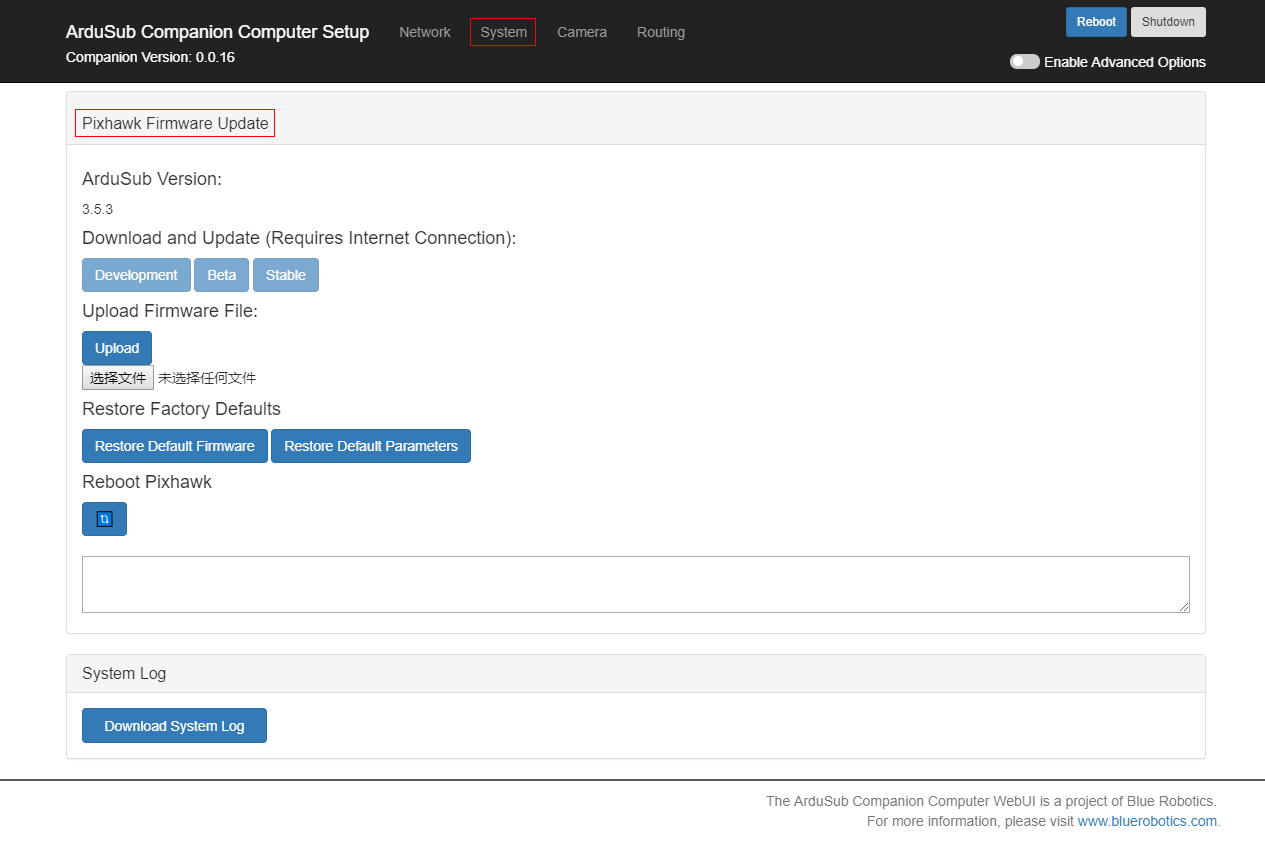 ArduSub Companion Computer Setup Network System Camera Routing Reboot Shutdown
Companion Version: 0.0.16 Enable Advanced Options
Pixhawk Firmware Update
ArduSub Version:
3.5.3
Download and Update (Requires Internet Connection):
Development Beta Stable
Upload Firmware File:
Upload
选择文件 未选择任何文件
Restore Factory Defaults
Restore Default Firmware Restore Default Parameters
Reboot Pixhawk
System Log
Download System Log
The ArduSub Companion Computer WebUI is a project of Blue Robotics.
For more information, please visit www.bluerobotics.com.